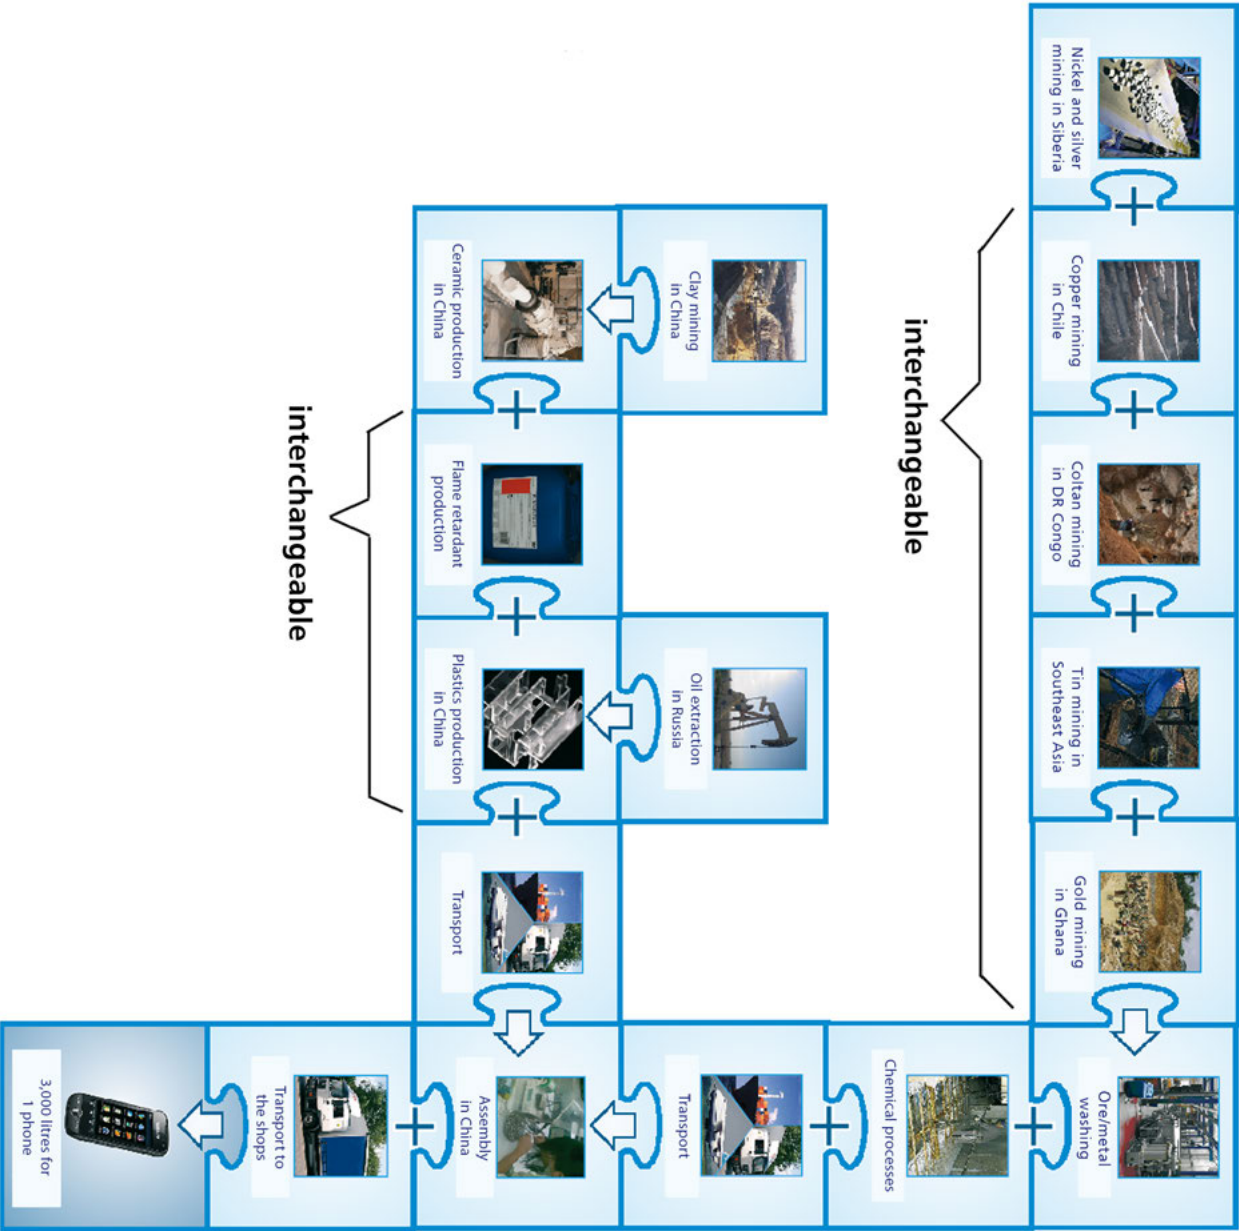 Nickel and silver
mining in Siberia
Copper mining
in Chile
Coltan mining
in DR Congo
Tin mining in
Southeast Asia
Gold mining
in Ghana
Ore/metal
washing
interchangeable
Clay mining
in China
Oil extraction
in Russia
Chemical processes
Transport
Ceramic production
in China
Flame retardant
production
Plastics production
in China
Transport
Assembly
in China
interchangeable
Transport to
the shops
3,000 litres for
1 phone